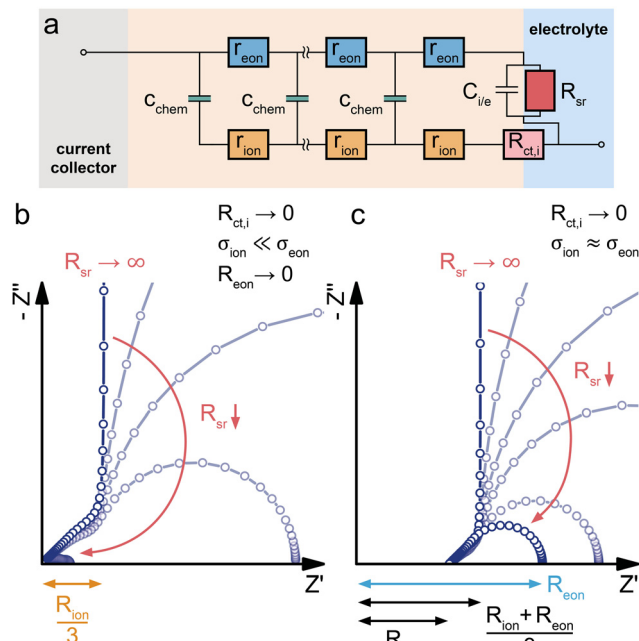 a
electrolyte
r_eon r_eon r_eon
c_chem c_chem c_chem
C_i/e R_sr
r_ion r_ion r_ion R_ct,i
current
collector
b
R_ct,i → 0
σ_ion ≪ σ_eon
R_eon → 0
R_sr → ∞
-Z''
R_sr ↓
Z'
R_ion
3
c
R_ct,i → 0
σ_ion ≈ σ_eon
R_sr → ∞
-Z''
R_sr ↓
Z'
R_eon
R_ion + R_eon
R